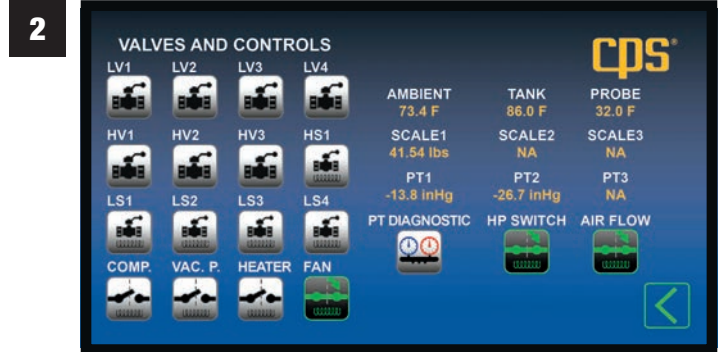 2
VALVES AND CONTROLS
cps®
LV1 LV2 LV3 LV4
AMBIENT TANK PROBE
73.4 F 86.0 F 32.0 F
HV1 HV2 HV3 HS1
SCALE1 SCALE2 SCALE3
41.54 lbs NA NA
PT1 PT2 PT3
-13.8 inHg -26.7 inHg NA
LS1 LS2 LS3 LS4
PT DIAGNOSTIC HP SWITCH AIR FLOW
COMP. VAC. P. HEATER FAN